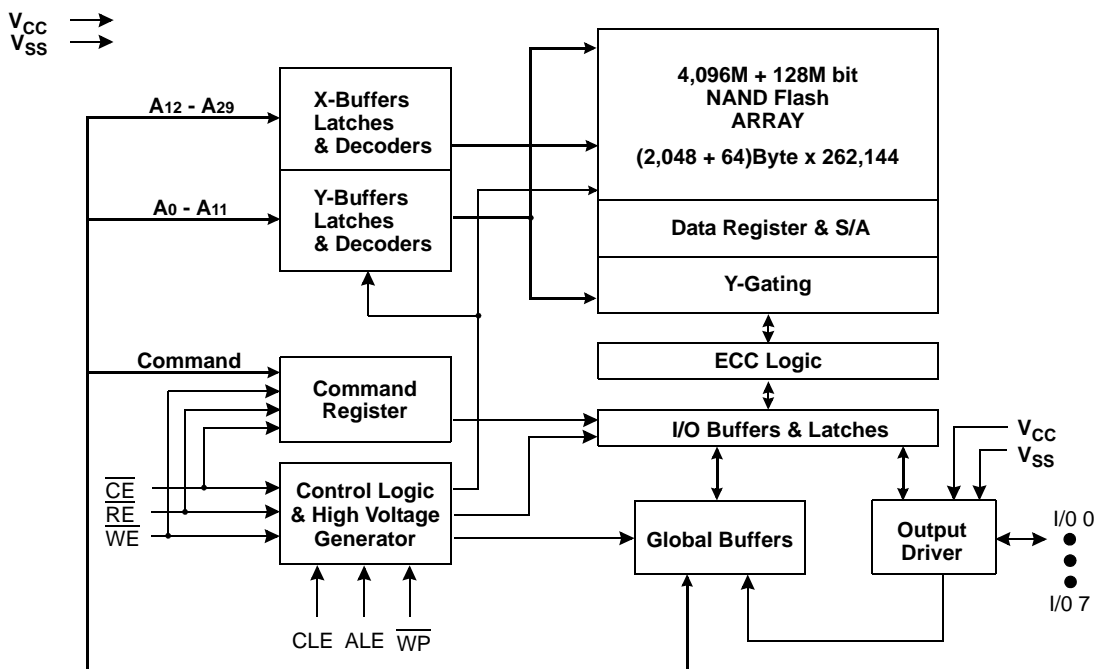 VCC
VSS
A12 - A29
X-Buffers
Latches
& Decoders
A0 - A11
Y-Buffers
Latches
& Decoders
4,096M + 128M bit
NAND Flash
ARRAY
(2,048 + 64)Byte x 262,144
Data Register & S/A
Y-Gating
ECC Logic
Command
Command
Register
I/O Buffers & Latches
VCC
VSS
CE
RE
WE
Control Logic
& High Voltage
Generator
Global Buffers
Output
Driver
I/0 0
I/0 7
CLE ALE WP